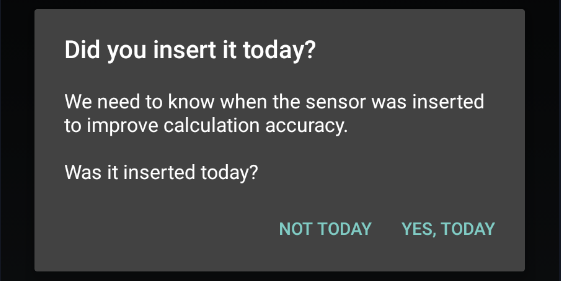 Did you insert it today?
We need to know when the sensor was inserted
to improve calculation accuracy.
Was it inserted today?
NOT TODAY YES, TODAY